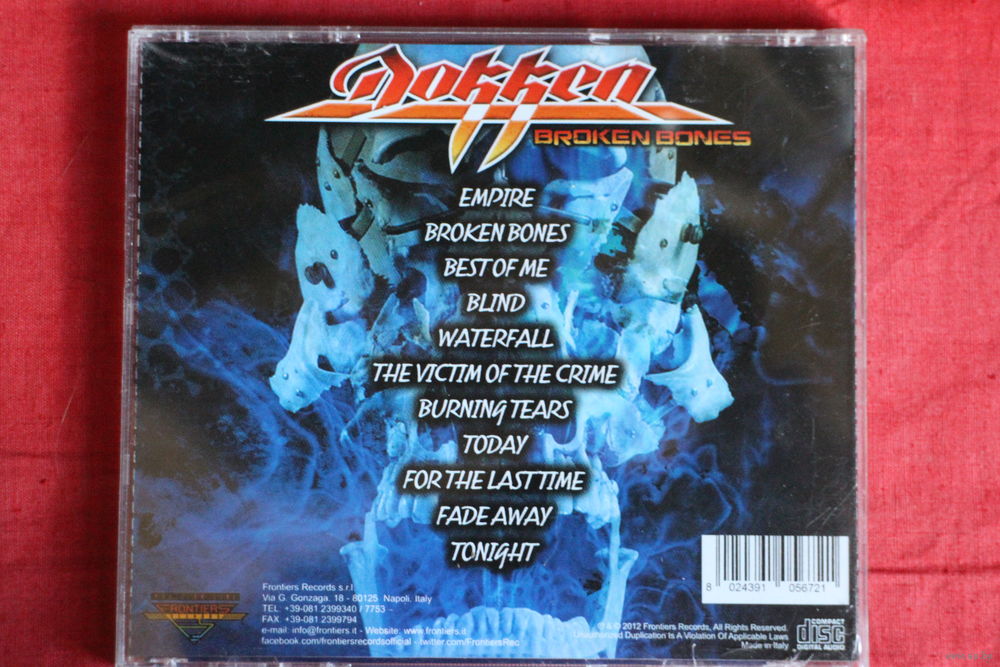 Dokken
BROKEN BONES
EMPIRE
BROKEN BONES
BEST OF ME
BLIND
WATERFALL
THE VICTIM OF THE CRIME
BURNING TEARS
TODAY
FOR THE LAST TIME
FADE AWAY
TONIGHT
Frontiers Records s.r.l
Via G. Gonzaga. 18 - 80125 Napoli. Italy
TEL +39-081 2399340 / 7753 -
FAX +39-081 2399794
e-mail: info@frontiers.it - Website: www.frontiers.it
facebook.com/frontiersrecordsofficial - twitter.com/FrontiersRec
FRONTIERS
RECORDS
8 024391 056721
℗ & © 2012 Frontiers Records, All Rights Reserved.
Unauthorized Duplication Is A Violation Of Applicable Laws
Made in Italy
COMPACT
disc
DIGITAL AUDIO